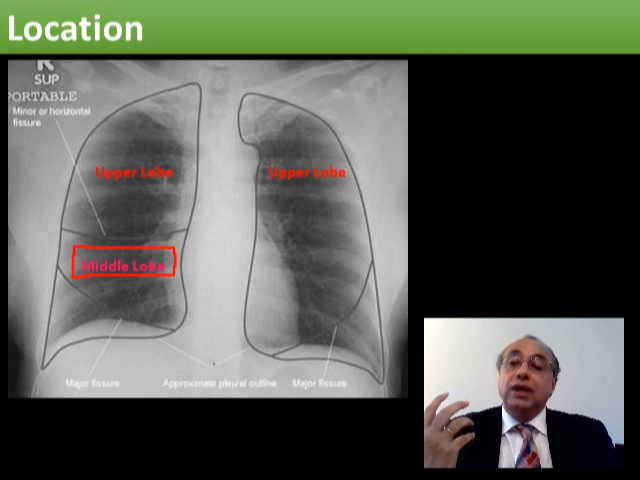 Location
R
SUP
PORTABLE
Minor or horizontal
fissure
Upper Lobe
Upper Lobe
Middle Lobe
Major fissure
Approximate pleural outline
Major fissure